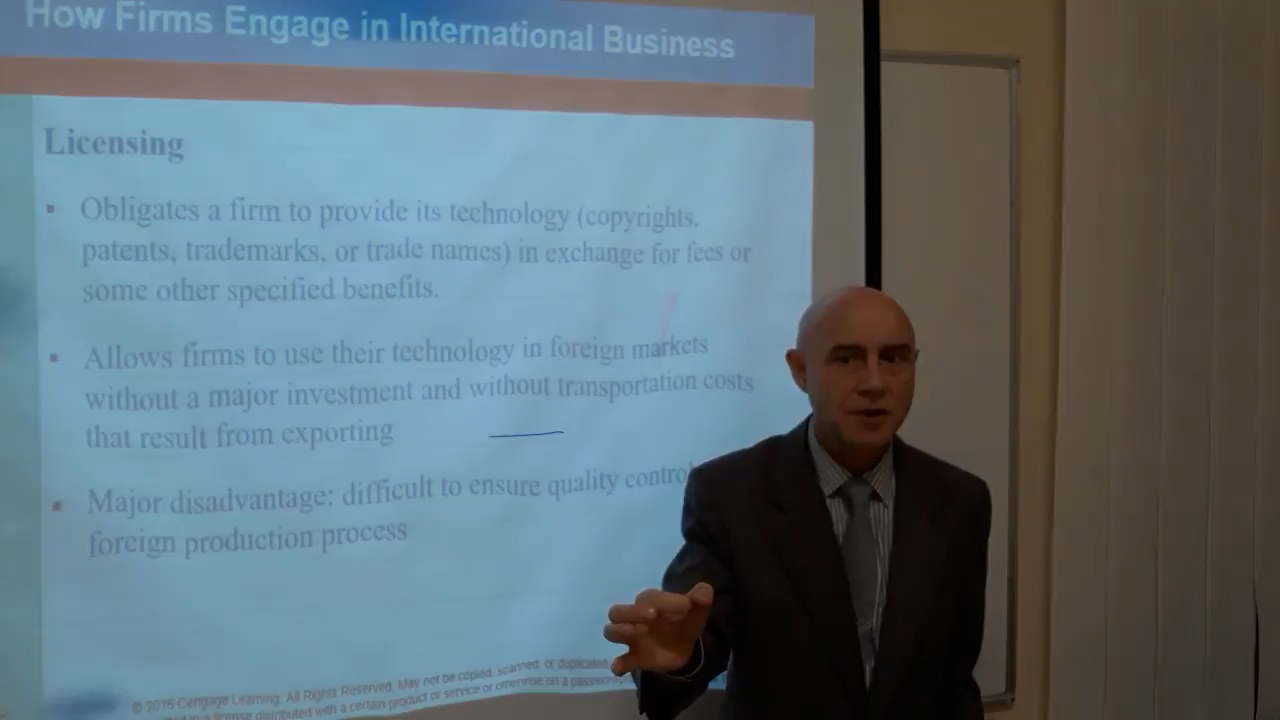 How Firms Engage in International Business
Licensing
▪ Obligates a firm to provide its technology (copyrights,
patents, trademarks, or trade names) in exchange for fees or
some other specified benefits.
▪ Allows firms to use their technology in foreign markets
without a major investment and without transportation costs
that result from exporting
▪ Major disadvantage: difficult to ensure quality control
foreign production process
© 2016 Cengage Learning. All Rights Reserved. May not be copied, scanned, or duplicated
in a license distributed with a certain product or service or otherwise on a password